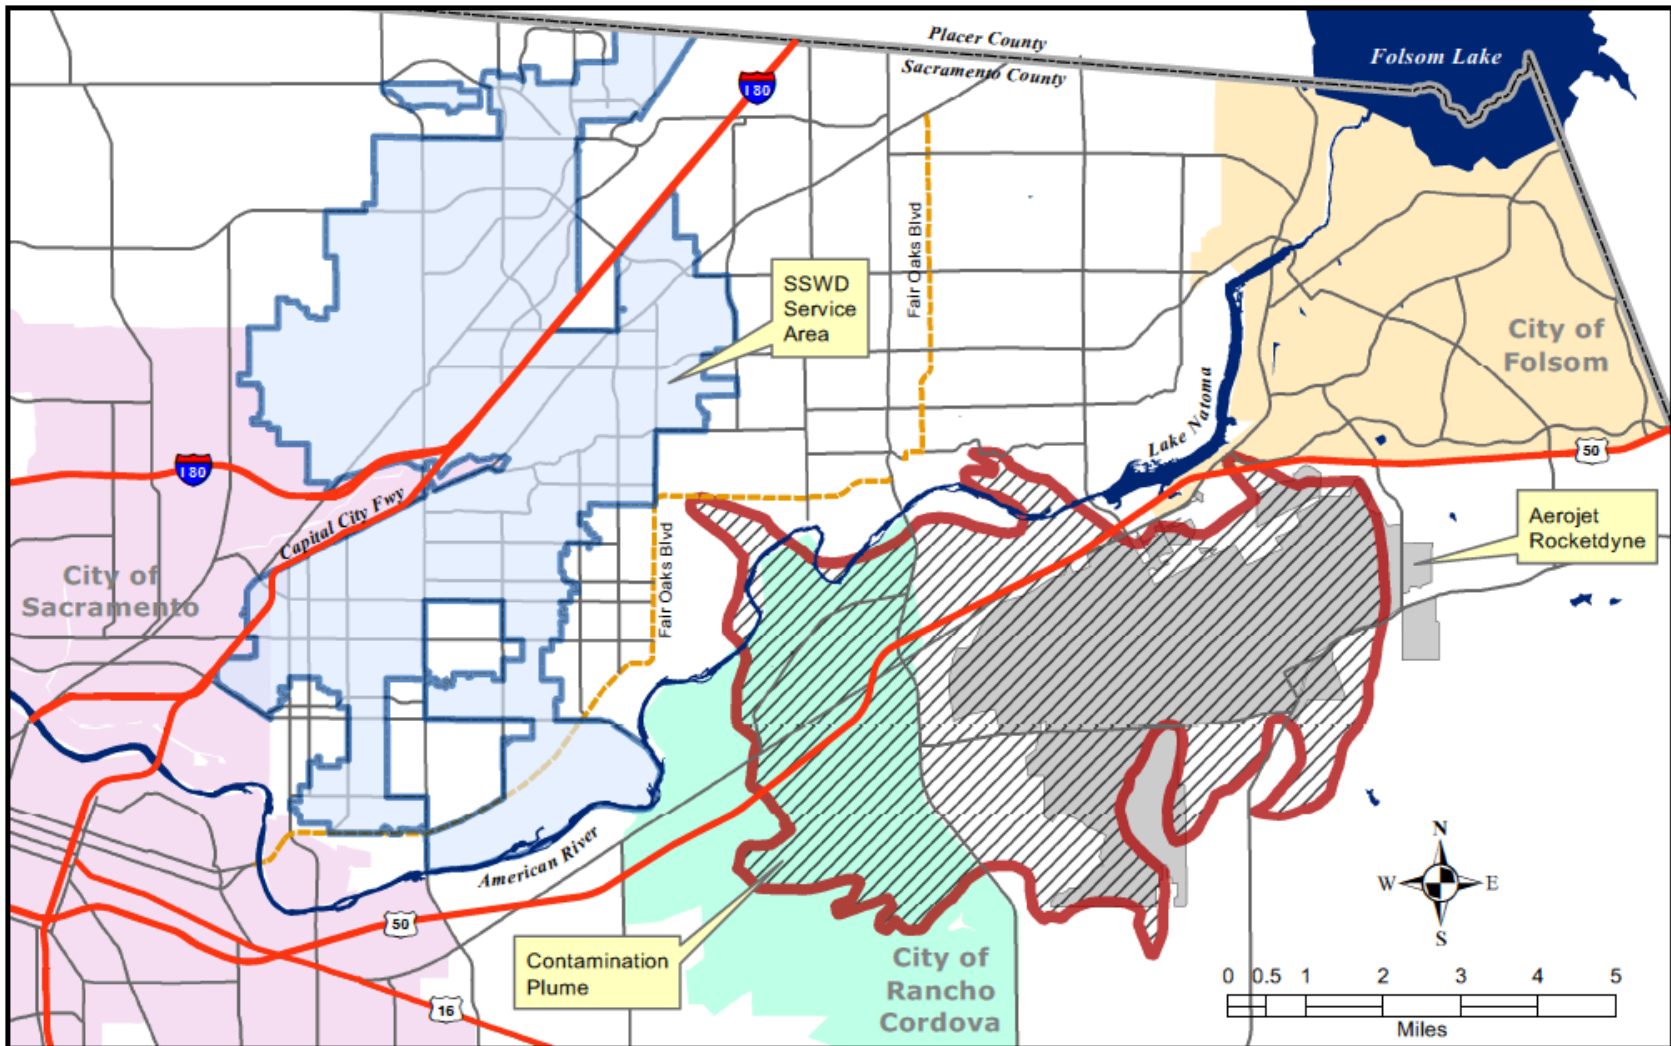 Placer County
Sacramento County
Folsom Lake
I 80
Fair Oaks Blvd
SSWD
Service
Area
City of
Folsom
Lake Natoma
50
I 80
Capital City Fwy
Aerojet
Rocketdyne
City of
Sacramento
Fair Oaks Blvd
American River
50
Contamination
Plume
City of
Rancho
Cordova
16
N
W
E
S
0 0.5 1 2 3 4 5
Miles